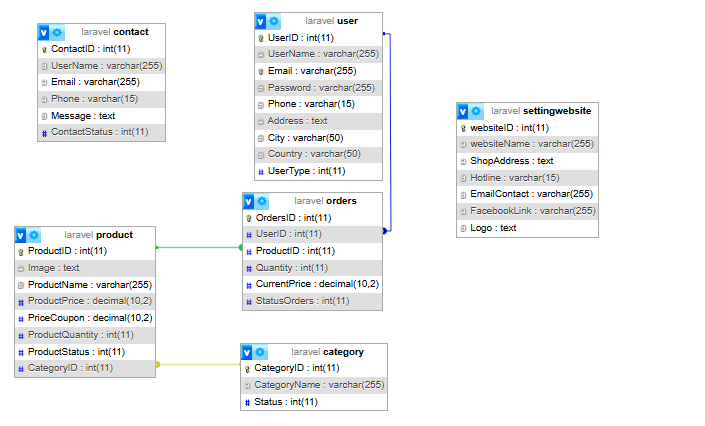 laravel contact
ContactID : int(11)
UserName : varchar(255)
Email : varchar(255)
Phone : varchar(15)
Message : text
ContactStatus : int(11)
laravel user
UserID : int(11)
UserName : varchar(255)
Email : varchar(255)
Password : varchar(255)
Phone : varchar(15)
Address : text
City : varchar(50)
Country : varchar(50)
UserType : int(11)
laravel settingwebsite
websiteID : int(11)
websiteName : varchar(255)
ShopAddress : text
Hotline : varchar(15)
EmailContact : varchar(255)
FacebookLink : varchar(255)
Logo : text
laravel orders
OrdersID : int(11)
UserID : int(11)
ProductID : int(11)
Quantity : int(11)
CurrentPrice : decimal(10,2)
StatusOrders : int(11)
laravel product
ProductID : int(11)
Image : text
ProductName : varchar(255)
ProductPrice : decimal(10,2)
PriceCoupon : decimal(10,2)
ProductQuantity : int(11)
ProductStatus : int(11)
CategoryID : int(11)
laravel category
CategoryID : int(11)
CategoryName : varchar(255)
Status : int(11)